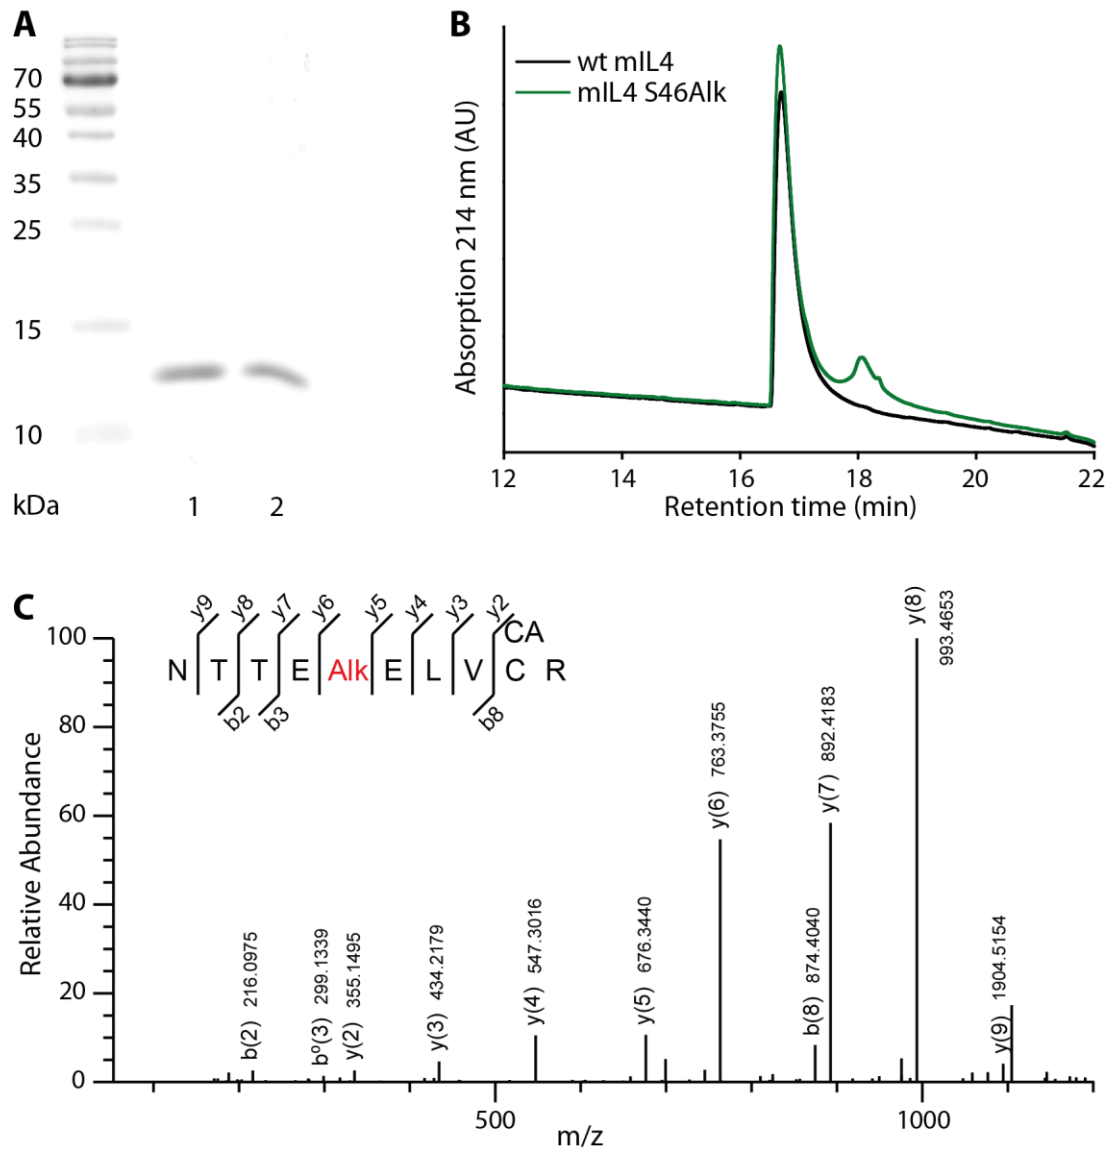 A
70
55
40
35
25
15
10
kDa
1 2
B
wt mIL4
mIL4 S46Alk
Absorption 214 nm (AU)
12 14 16 18 20 22
Retention time (min)
C
y9 y8 y7 y6 y5 y4 y3 y2
CA
N T T E Alk E L V C R
b2 b3 b8
Relative Abundance
100
80
60
40
20
0
b(2) 216.0975
bº(3) 299.1339
y(2) 355.1495
y(3) 434.2179
y(4) 547.3016
y(5) 676.3440
y(6) 763.3755
b(8) 874.4040
y(7) 892.4183
y(8) 993.4653
y(9) 1904.5154
500 1000
m/z